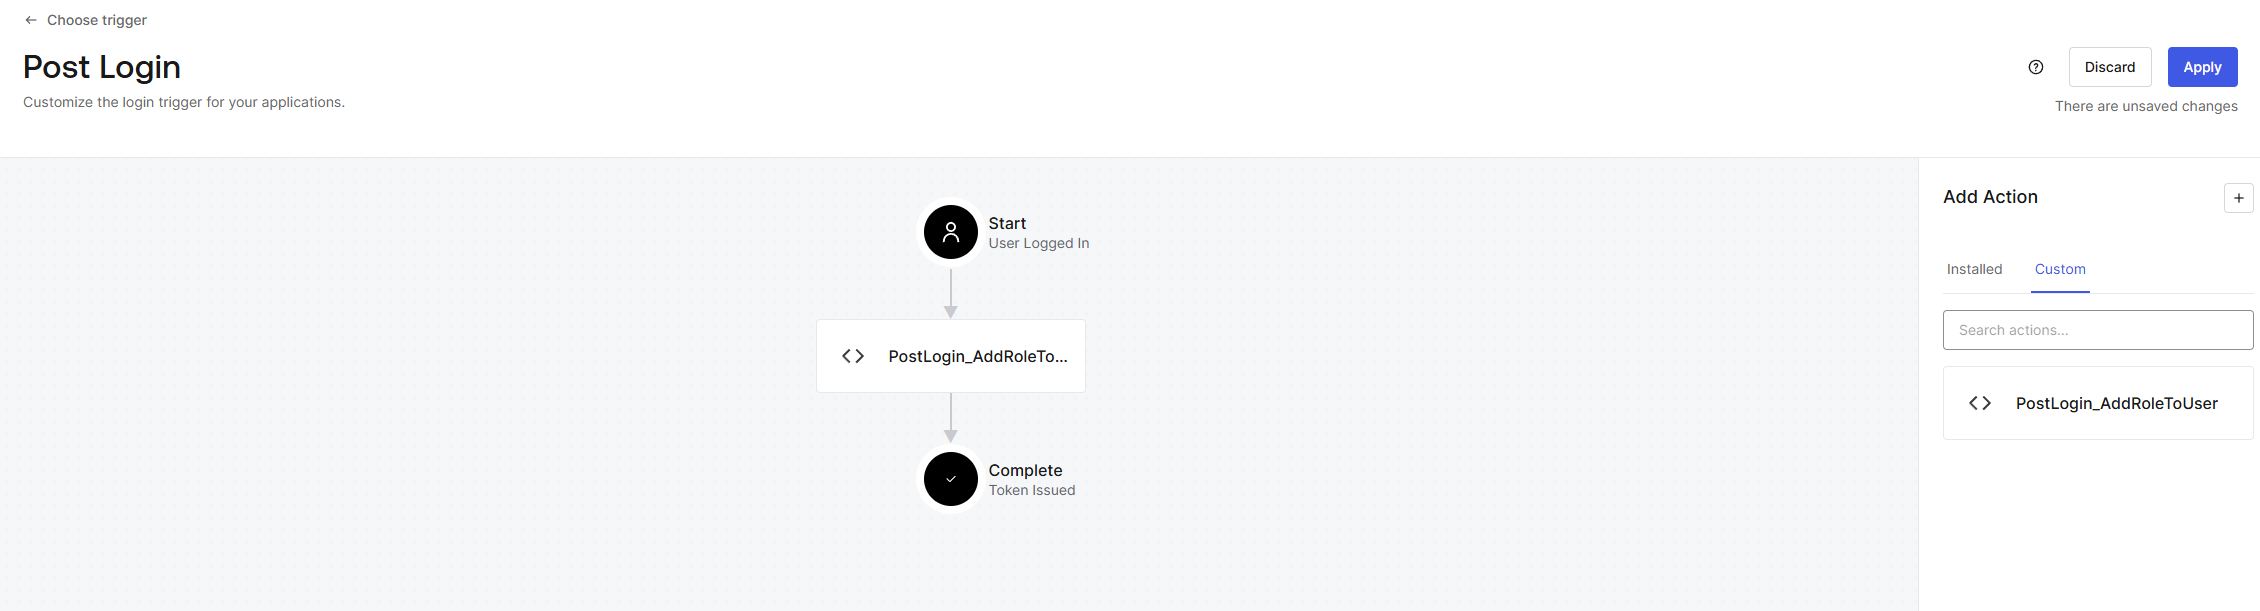 Choose trigger
Post Login
Customize the login trigger for your applications.
Discard
Apply
There are unsaved changes
Start
User Logged In
PostLogin_AddRoleTo...
Complete
Token Issued
Add Action
Installed
Custom
Search actions...
PostLogin_AddRoleToUser